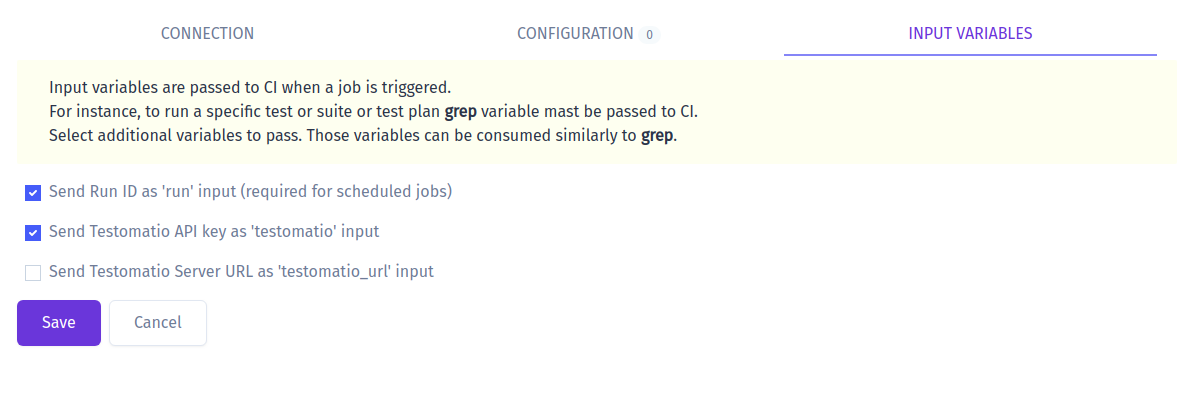 CONNECTION
CONFIGURATION 0
INPUT VARIABLES
Input variables are passed to CI when a job is triggered.
For instance, to run a specific test or suite or test plan grep variable mast be passed to CI.
Select additional variables to pass. Those variables can be consumed similarly to grep.
Send Run ID as 'run' input (required for scheduled jobs)
Send Testomatio API key as 'testomatio' input
Send Testomatio Server URL as 'testomatio_url' input
Save
Cancel